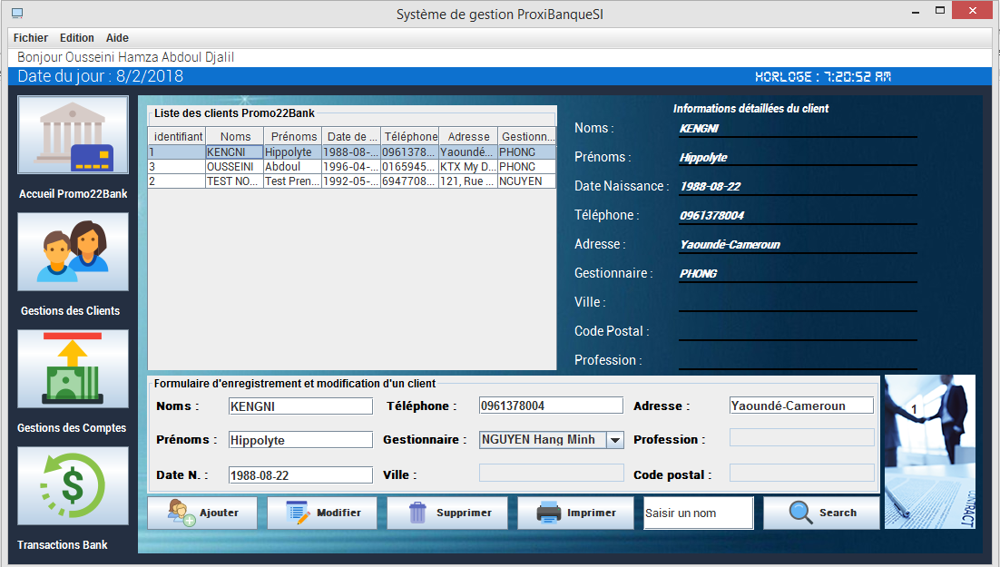 Système de gestion ProxiBanqueSI
Fichier Edition Aide
Bonjour Ousseini Hamza Abdoul Djalil
Date du jour : 8/2/2018
HORLOGE : 7:20:52 AM
Accueil Promo22Bank
Gestions des Clients
Gestions des Comptes
Transactions Bank
Liste des clients Promo22Bank
identifiant Noms Prénoms Date de ... Téléphone Adresse Gestionn...
1 KENGNI Hippolyte 1988-08-... 0961378... Yaoundé... PHONG
3 OUSSEINI Abdoul 1996-04-... 0165945... KTX My D... PHONG
2 TEST NO... Test Pren... 1992-05-... 6947708... 121, Rue ... NGUYEN
Informations détaillées du client
Noms : KENGNI
Prénoms : Hippolyte
Date Naissance : 1988-08-22
Téléphone : 0961378004
Adresse : Yaoundé-Cameroun
Gestionnaire : PHONG
Ville :
Code Postal :
Profession :
Formulaire d'enregistrement et modification d'un client
Noms : KENGNI Téléphone : 0961378004 Adresse : Yaoundé-Cameroun
Prénoms : Hippolyte Gestionnaire : NGUYEN Hang Minh Profession :
Date N. : 1988-08-22 Ville : Code postal :
Ajouter Modifier Supprimer Imprimer Saisir un nom Search
1
CONTRACT